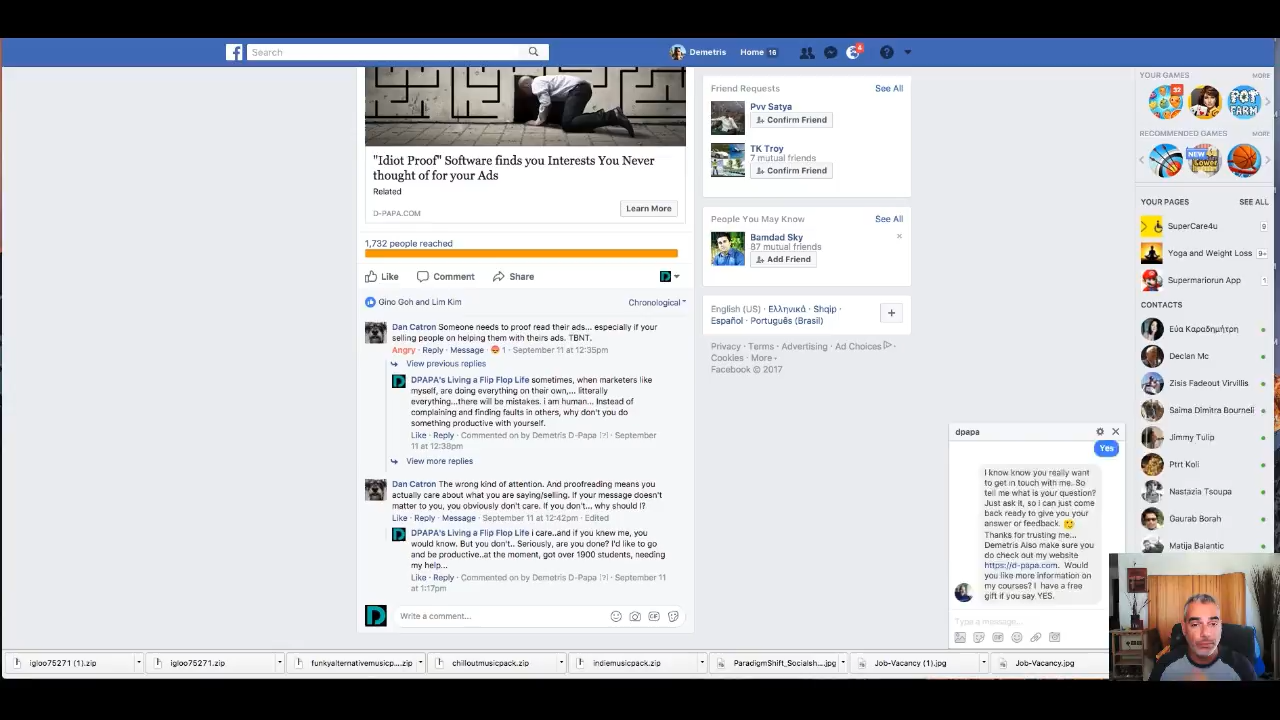 Search
Demetris
Home 16
4
"Idiot Proof" Software finds you Interests You Never
thought of for your Ads
Related
D-PAPA.COM
Learn More
1,732 people reached
Like
Comment
Share
Gino Goh and Lim Kim
Chronological
Dan Catron Someone needs to proof read their ads... especially if your
selling people on helping them with theirs ads. TBNT.
Angry · Reply · Message · 1 · September 11 at 12:35pm
View previous replies
DPAPA's Living a Flip Flop Life sometimes, when marketers like
myself, are doing everything on their own,... litterally
everything...there will be mistakes. i am human... Instead of
complaining and finding faults in others, why don't you do
something productive with yourself.
Like · Reply · Commented on by Demetris D-Papa [?] · September
11 at 12:38pm
View more replies
Dan Catron The wrong kind of attention. And proofreading means you
actually care about what you are saying/selling. If your message doesn't
matter to you, you obviously don't care. If you don't... why should I?
Like · Reply · Message · September 11 at 12:42pm · Edited
DPAPA's Living a Flip Flop Life i care..and if you knew me, you
would know. But you don't.. Seriously, are you done? I'd like to go
and be productive..at the moment, got over 1900 students, needing
my help...
Like · Reply · Commented on by Demetris D-Papa [?] · September 11
at 1:17pm
Write a comment...
Friend Requests
See All
Pvv Satya
Confirm Friend
TK Troy
7 mutual friends
Confirm Friend
People You May Know
See All
Bamdad Sky
87 mutual friends
Add Friend
English (US) · Ελληνικά · Shqip ·
Español · Português (Brasil)
Privacy · Terms · Advertising · Ad Choices
Cookies · More
Facebook © 2017
YOUR GAMES
MORE
32
POT
FARM
RECOMMENDED GAMES
MORE
NEW
YOUR PAGES
SEE ALL
SuperCare4u
9
Yoga and Weight Loss
9+
Supermariorun App
1
CONTACTS
Εύα Καραδημήτρη
Declan Mc
Zisis Fadeout Virvillis
Saima Dimitra Bourneli
Jimmy Tulip
Ptrt Koli
Nastazia Tsoupa
Gaurab Borah
Matija Balantic
dpapa
Yes
I know know you really want
to get in touch with me. So
tell me what is your question?
Just ask it, so i can just come
back ready to give you your
answer or feedback.
Thanks for trusting me...
Demetris Also make sure you
do check out my website
https://d-papa.com. Would
you like more information on
my courses? I have a free
gift if you say YES.
Type a message...
igloo75271 (1).zip
igloo75271.zip
funkyalternativemusicp....zip
chilloutmusicpack.zip
indiemusicpack.zip
ParadigmShift_Socialsh....jpg
Job-Vacancy (1).jpg
Job-Vacancy.jpg